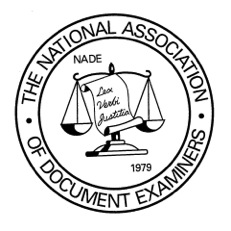 THE NATIONAL ASSOCIATION
NADE
Lex
Verbi
Justitia
1979
OF DOCUMENT EXAMINERS